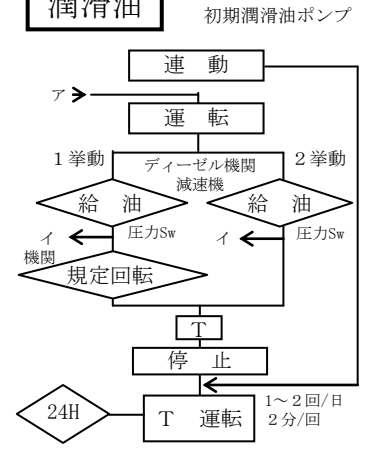 潤滑油
初期潤滑油ポンプ
連　動
ア
運　転
1挙動
ディーゼル機関
減速機
2挙動
給　油
給　油
イ
圧力Sw
イ
圧力Sw
機関
規定回転
T
停　止
24H
T　運転
1～2回/日
2分/回